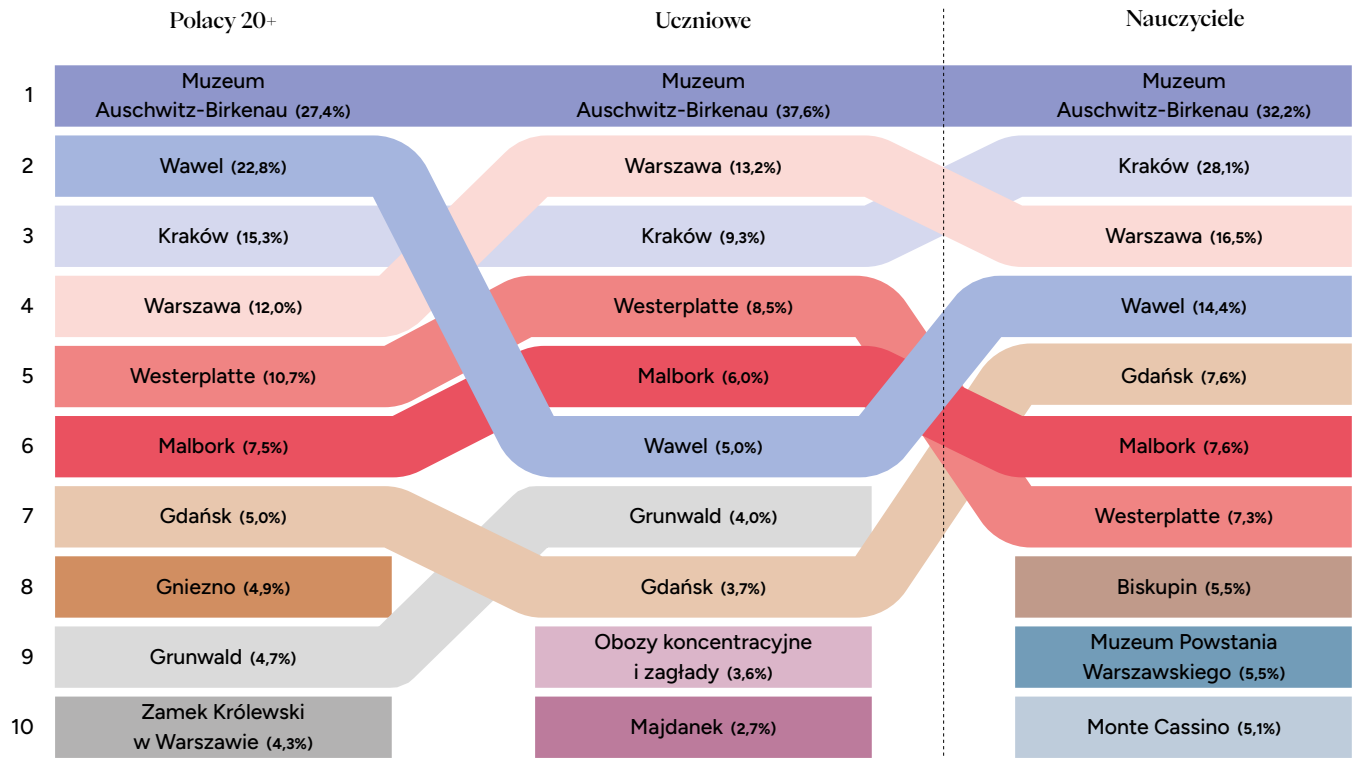 Polacy 20+
Uczniowe
Nauczyciele
1
Muzeum
Auschwitz-Birkenau (27,4%)
Muzeum
Auschwitz-Birkenau (37,6%)
Muzeum
Auschwitz-Birkenau (32,2%)
2
Wawel (22,8%)
Warszawa (13,2%)
Kraków (28,1%)
3
Kraków (15,3%)
Kraków (9,3%)
Warszawa (16,5%)
4
Warszawa (12,0%)
Westerplatte (8,5%)
Wawel (14,4%)
5
Westerplatte (10,7%)
Malbork (6,0%)
Gdańsk (7,6%)
6
Malbork (7,5%)
Wawel (5,0%)
Malbork (7,6%)
7
Gdańsk (5,0%)
Grunwald (4,0%)
Westerplatte (7,3%)
8
Gniezno (4,9%)
Gdańsk (3,7%)
Biskupin (5,5%)
9
Grunwald (4,7%)
Obozy koncentracyjne
i zagłady (3,6%)
Muzeum Powstania
Warszawskiego (5,5%)
10
Zamek Królewski
w Warszawie (4,3%)
Majdanek (2,7%)
Monte Cassino (5,1%)